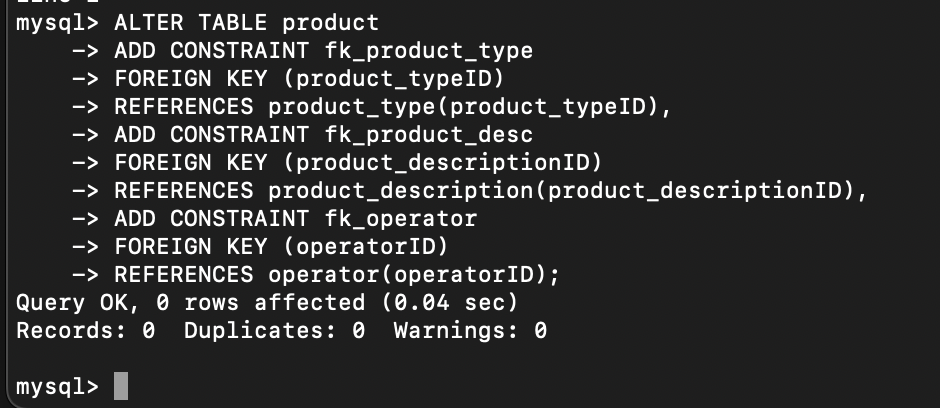 mysql> ALTER TABLE product
    -> ADD CONSTRAINT fk_product_type
    -> FOREIGN KEY (product_typeID)
    -> REFERENCES product_type(product_typeID),
    -> ADD CONSTRAINT fk_product_desc
    -> FOREIGN KEY (product_descriptionID)
    -> REFERENCES product_description(product_descriptionID),
    -> ADD CONSTRAINT fk_operator
    -> FOREIGN KEY (operatorID)
    -> REFERENCES operator(operatorID);
Query OK, 0 rows affected (0.04 sec)
Records: 0  Duplicates: 0  Warnings: 0

mysql>